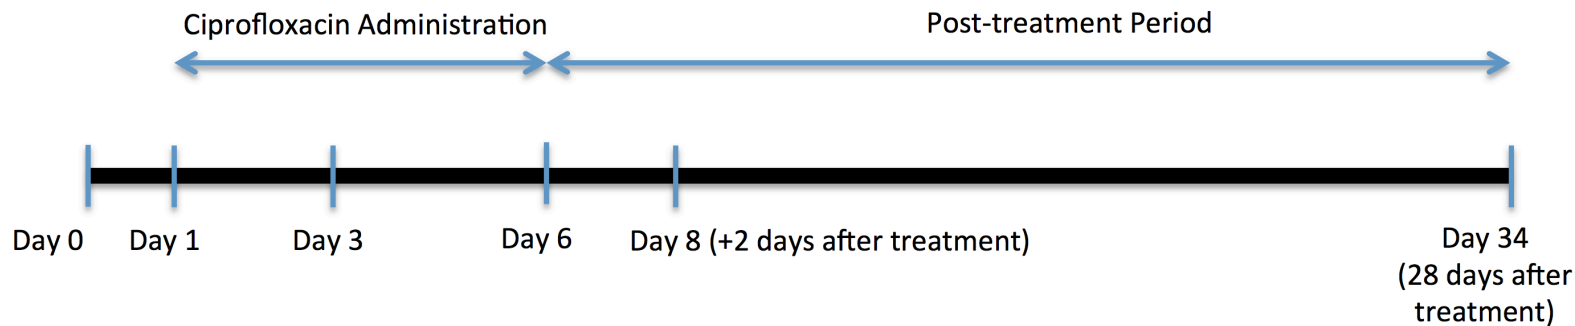 Ciprofloxacin Administration
Post-treatment Period
Day 0
Day 1
Day 3
Day 6
Day 8 (+2 days after treatment)
Day 34
(28 days after
treatment)